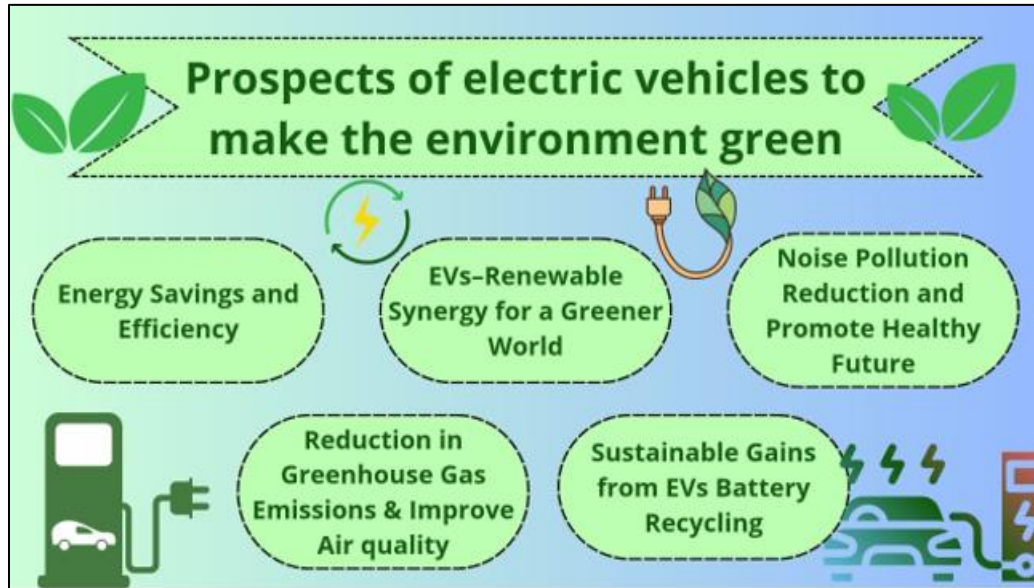 Prospects of electric vehicles to
make the environment green
Energy Savings and
Efficiency
EVs–Renewable
Synergy for a Greener
World
Noise Pollution
Reduction and
Promote Healthy
Future
Reduction in
Greenhouse Gas
Emissions & Improve
Air quality
Sustainable Gains
from EVs Battery
Recycling